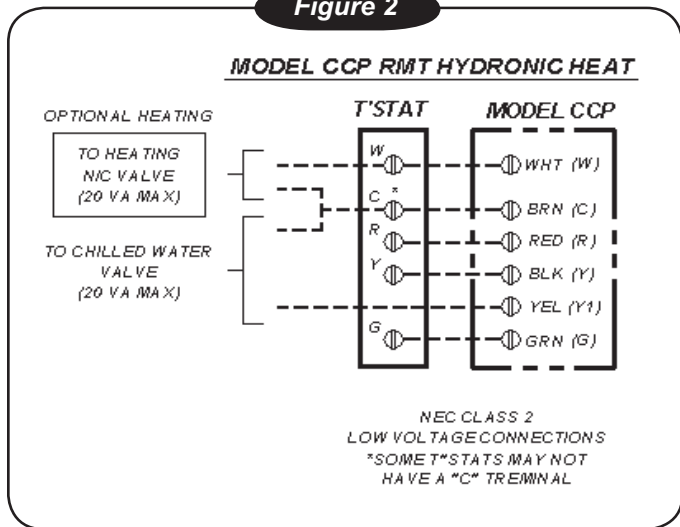 Figure 2
MODEL CCP RMT HYDRONIC HEAT
OPTIONAL HEATING
TO HEATING
N/C VALVE
(20 VA MAX)
TO CHILLED WATER
VALVE
(20 VA MAX)
T'STAT
W
C *
R
Y
G
MODEL CCP
WHT (W)
BRN (C)
RED (R)
BLK (Y)
YEL (Y1)
GRN (G)
NEC CLASS 2
LOW VOLTAGE CONNECTIONS
*SOME T"STATS MAY NOT
HAVE A "C" TREMINAL